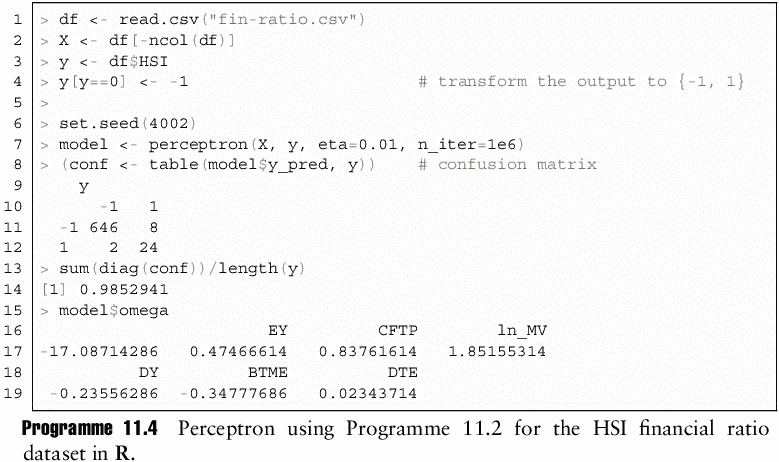 1 > df <- read.csv("fin-ratio.csv")
2 > X <- df[-ncol(df)]
3 > y <- df$HSI
4 > y[y==0] <- -1 # transform the output to {-1, 1}
5 >
6 > set.seed(4002)
7 > model <- perceptron(X, y, eta=0.01, n_iter=1e6)
8 > (conf <- table(model$y_pred, y)) # confusion matrix
9 y
10 -1 1
11 -1 646 8
12 1 2 24
13 > sum(diag(conf))/length(y)
14 [1] 0.9852941
15 > model$omega
16 EY CFTP ln_MV
17 -17.08714286 0.47466614 0.83761614 1.85155314
18 DY BTME DTE
19 -0.23556286 -0.34777686 0.02343714
Programme 11.4 Perceptron using Programme 11.2 for the HSI financial ratio
dataset in R.